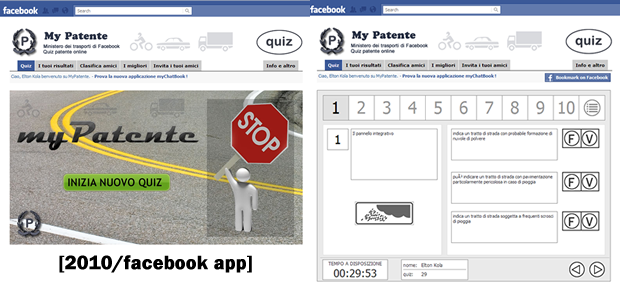 facebook
Search
My Patente
Ministero dei trasporti di Facebook
Quiz patente online
quiz
Quiz
I tuoi risultati
Classifica amici
I migliori
Invita i tuoi amici
Info e altro
Ciao, Elton Kola benvenuto su MyPatente. - Prova la nuova applicazione myChatBook !
myPatente
STOP
INIZIA NUOVO QUIZ
P
[2010/facebook app]
facebook
Search
P
My Patente
Ministero dei trasporti di Facebook
Quiz patente online
quiz
Quiz
I tuoi risultati
Classifica amici
I migliori
Invita i tuoi amici
Info e altro
Ciao, Elton Kola benvenuto su MyPatente. - Prova la nuova applicazione myChatBook !
Bookmark on Facebook
1 2 3 4 5 6 7 8 9 10
1
Il pannello integrativo
indica un tratto di strada con probabile formazione di
nuvole di polvere
F V
puÃ² indicare un tratto di strada con pavimentazione
particolarmente pericolosa in caso di pioggia
F V
indica un tratto di strada soggetta a frequenti scrosci
di pioggia
F V
TEMPO A DISPOSIZIONE
00:29:53
nome: Elton Kola
quiz: 29